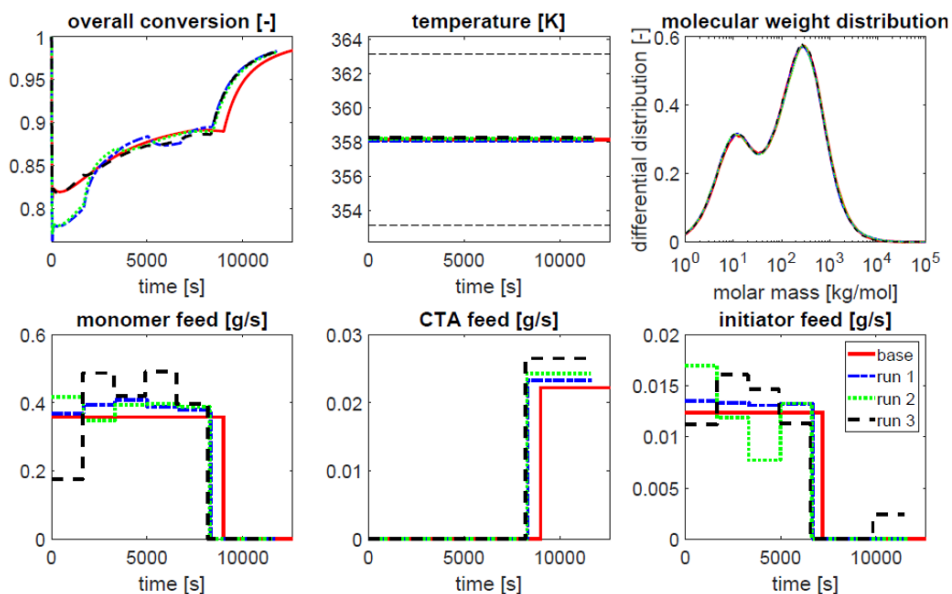 overall conversion [-]
temperature [K]
molecular weight distribution
1
0.95
0.9
0.85
0.8
0
5000
10000
time [s]
364
362
360
358
356
354
0
5000
10000
time [s]
differential distribution [-]
0.6
0.4
0.2
0
10^0
10^1
10^2
10^3
10^4
10^5
molar mass [kg/mol]
monomer feed [g/s]
CTA feed [g/s]
initiator feed [g/s]
0.6
0.4
0.2
0
0
5000
10000
time [s]
0.03
0.02
0.01
0
0
5000
10000
time [s]
0.02
0.015
0.01
0.005
0
0
5000
10000
time [s]
base
run 1
run 2
run 3